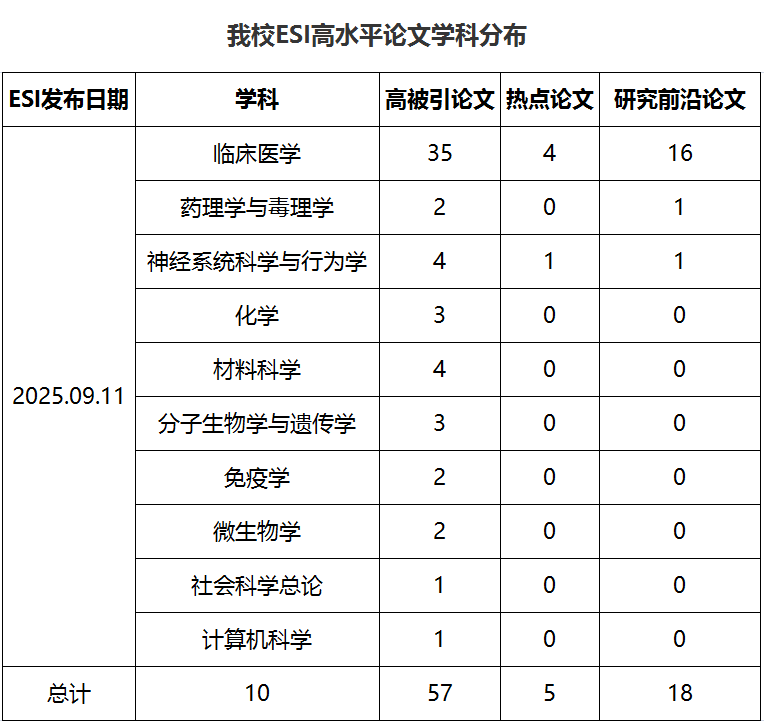 我校ESI高水平论文学科分布
ESI发布日期 学科 高被引论文 热点论文 研究前沿论文
临床医学 35 4 16
药理学与毒理学 2 0 1
神经系统科学与行为学 4 1 1
化学 3 0 0
材料科学 4 0 0
2025.09.11
分子生物学与遗传学 3 0 0
免疫学 2 0 0
微生物学 2 0 0
社会科学总论 1 0 0
计算机科学 1 0 0
总计 10 57 5 18